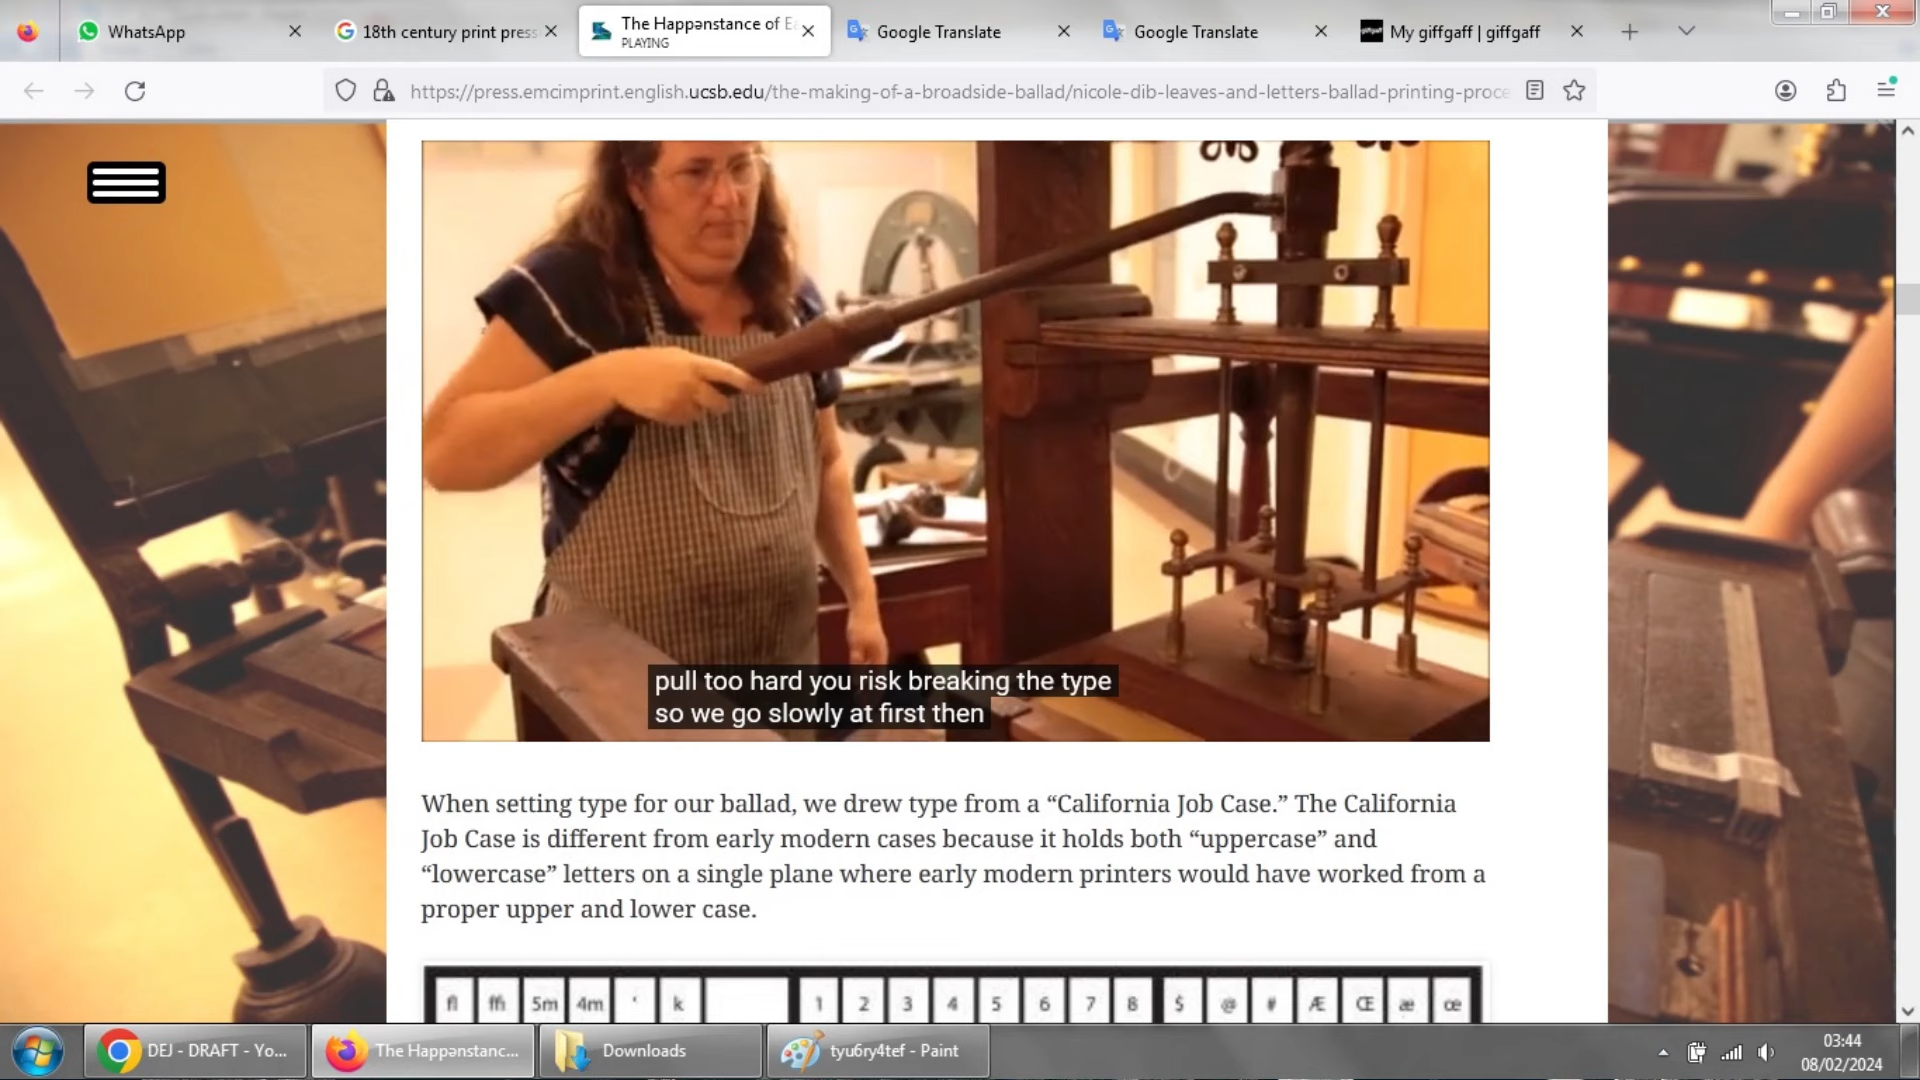 WhatsApp
18th century print press
The Happənstance of Ea
PLAYING
Google Translate
Google Translate
My giffgaff | giffgaff
https://press.emcimprint.english.ucsb.edu/the-making-of-a-broadside-ballad/nicole-dib-leaves-and-letters-ballad-printing-proce
pull too hard you risk breaking the type
so we go slowly at first then
When setting type for our ballad, we drew type from a “California Job Case.” The California
Job Case is different from early modern cases because it holds both “uppercase” and
“lowercase” letters on a single plane where early modern printers would have worked from a
proper upper and lower case.
fl ffi 5m 4m ‘ k 1 2 3 4 5 6 7 8 $ @ # Æ Œ æ œ
DEJ - DRAFT - Yo...
The Happənstanc...
Downloads
tyu6ry4tef - Paint
03:44
08/02/2024